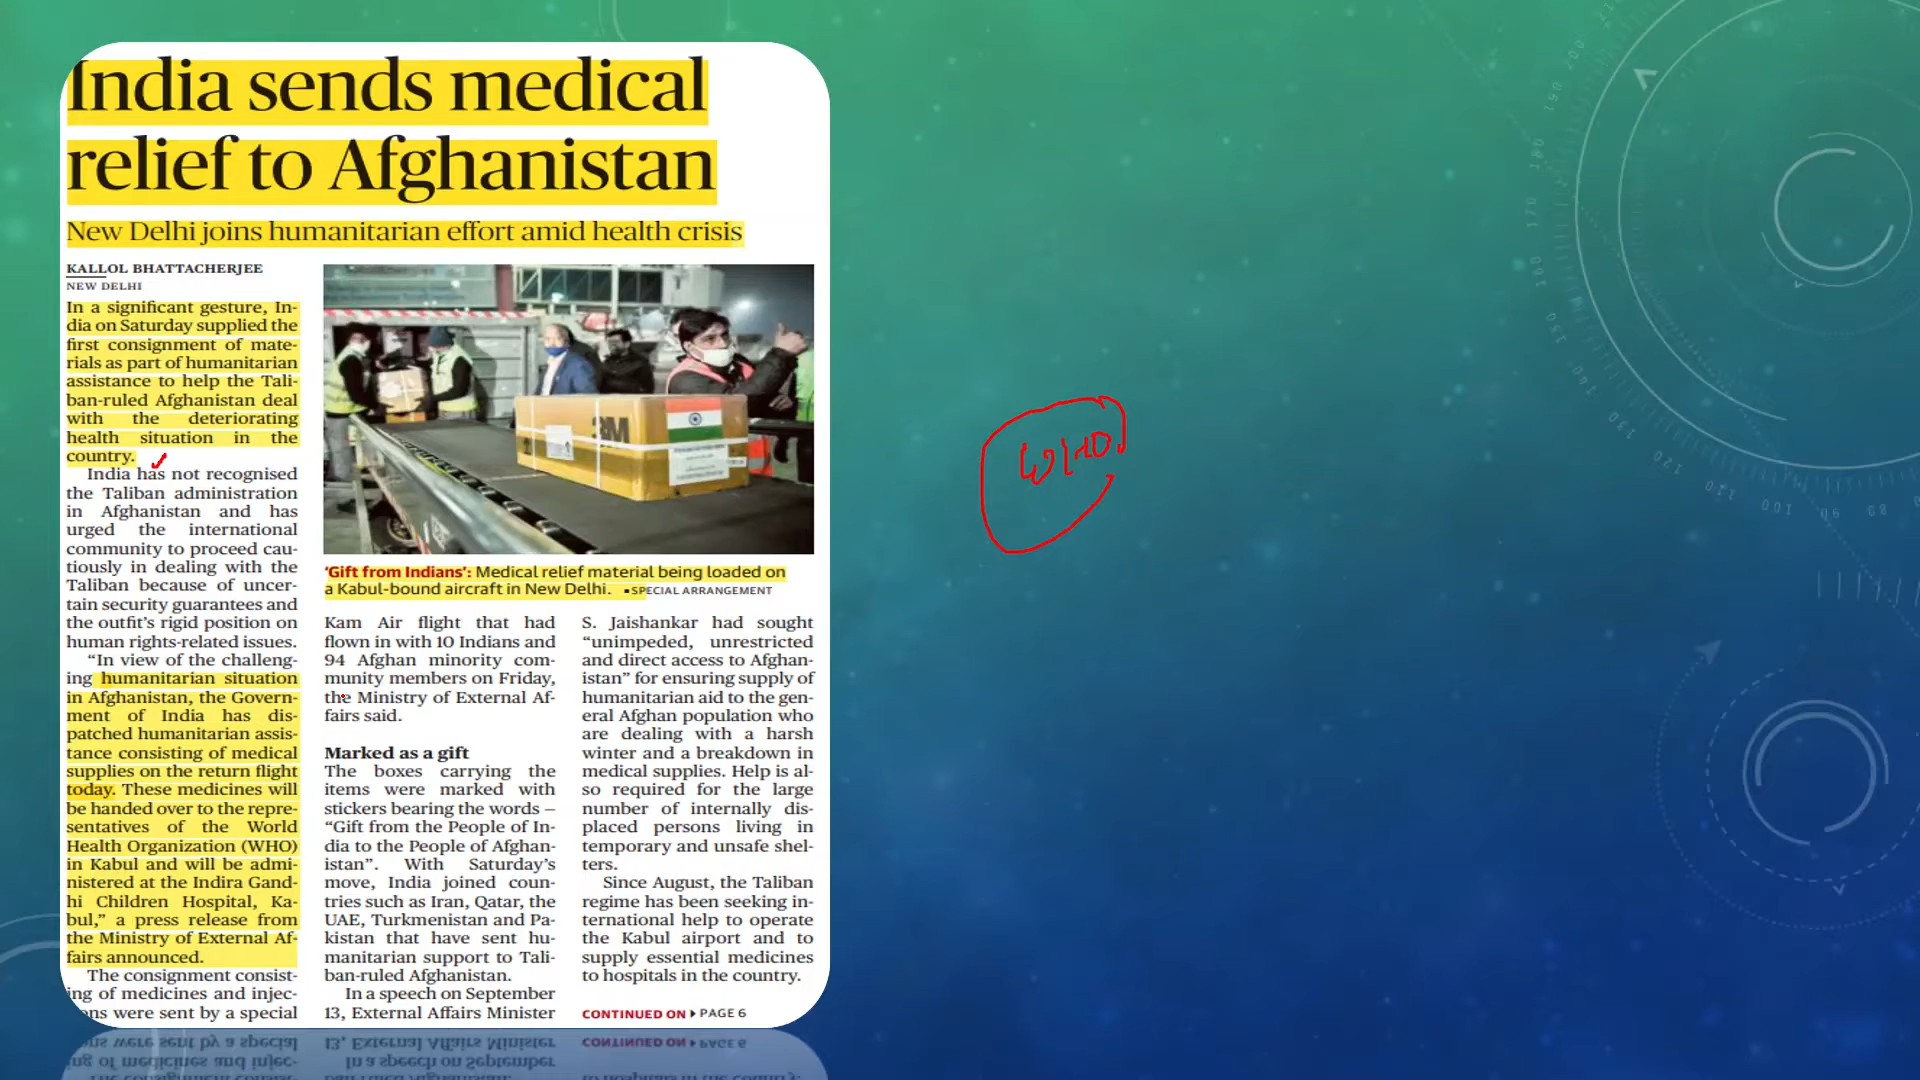 India sends medical
relief to Afghanistan
New Delhi joins humanitarian effort amid health crisis
KALLOL BHATTACHERJEE
NEW DELHI
In a significant gesture, In-
dia on Saturday supplied the
first consignment of mate-
rials as part of humanitarian
assistance to help the Tali-
ban-ruled Afghanistan deal
with the deteriorating
health situation in the
country.
India has not recognised
the Taliban administration
in Afghanistan and has
urged the international
community to proceed cau-
tiously in dealing with the
Taliban because of uncer-
tain security guarantees and
the outfit's rigid position on
human rights-related issues.
“In view of the challeng-
ing humanitarian situation
in Afghanistan, the Govern-
ment of India has dis-
patched humanitarian assis-
tance consisting of medical
supplies on the return flight
today. These medicines will
be handed over to the repre-
sentatives of the World
Health Organization (WHO)
in Kabul and will be admi-
nistered at the Indira Gand-
hi Children Hospital, Ka-
bul,” a press release from
the Ministry of External Af-
fairs announced.
The consignment consist-
ing of medicines and injec-
ons were sent by a special
3M
‘Gift from Indians’: Medical relief material being loaded on
a Kabul-bound aircraft in New Delhi. ▪SPECIAL ARRANGEMENT
Kam Air flight that had
flown in with 10 Indians and
94 Afghan minority com-
munity members on Friday,
the Ministry of External Af-
fairs said.
Marked as a gift
The boxes carrying the
items were marked with
stickers bearing the words –
“Gift from the People of In-
dia to the People of Afghan-
istan”. With Saturday's
move, India joined coun-
tries such as Iran, Qatar, the
UAE, Turkmenistan and Pa-
kistan that have sent hu-
manitarian support to Tali-
ban-ruled Afghanistan.
In a speech on September
13, External Affairs Minister
S. Jaishankar had sought
“unimpeded, unrestricted
and direct access to Afghan-
istan” for ensuring supply of
humanitarian aid to the gen-
eral Afghan population who
are dealing with a harsh
winter and a breakdown in
medical supplies. Help is al-
so required for the large
number of internally dis-
placed persons living in
temporary and unsafe shel-
ters.
Since August, the Taliban
regime has been seeking in-
ternational help to operate
the Kabul airport and to
supply essential medicines
to hospitals in the country.
CONTINUED ON ▸ PAGE 6
WHO